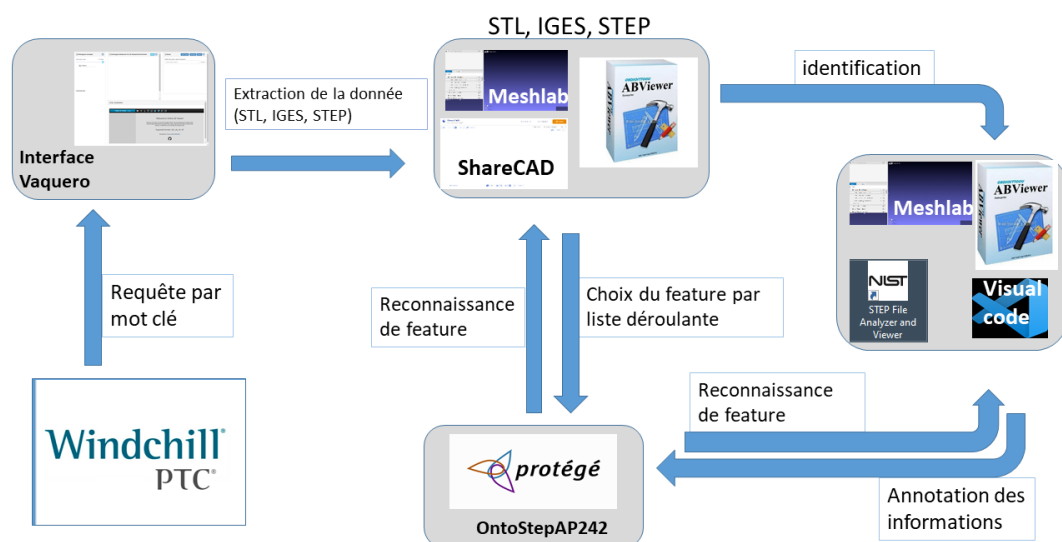 STL, IGES, STEP
Interface
Vaquero
Extraction de la donnée
(STL, IGES, STEP)
Meshlab
ABViewer
ShareCAD
identification
Meshlab
ABViewer
NIST
STEP File
Analyzer and
Viewer
Visual
code
Requête par
mot clé
Reconnaissance
de feature
Choix du feature par
liste déroulante
Windchill®
PTC®
protégé
OntoStepAP242
Reconnaissance
de feature
Annotation des
informations